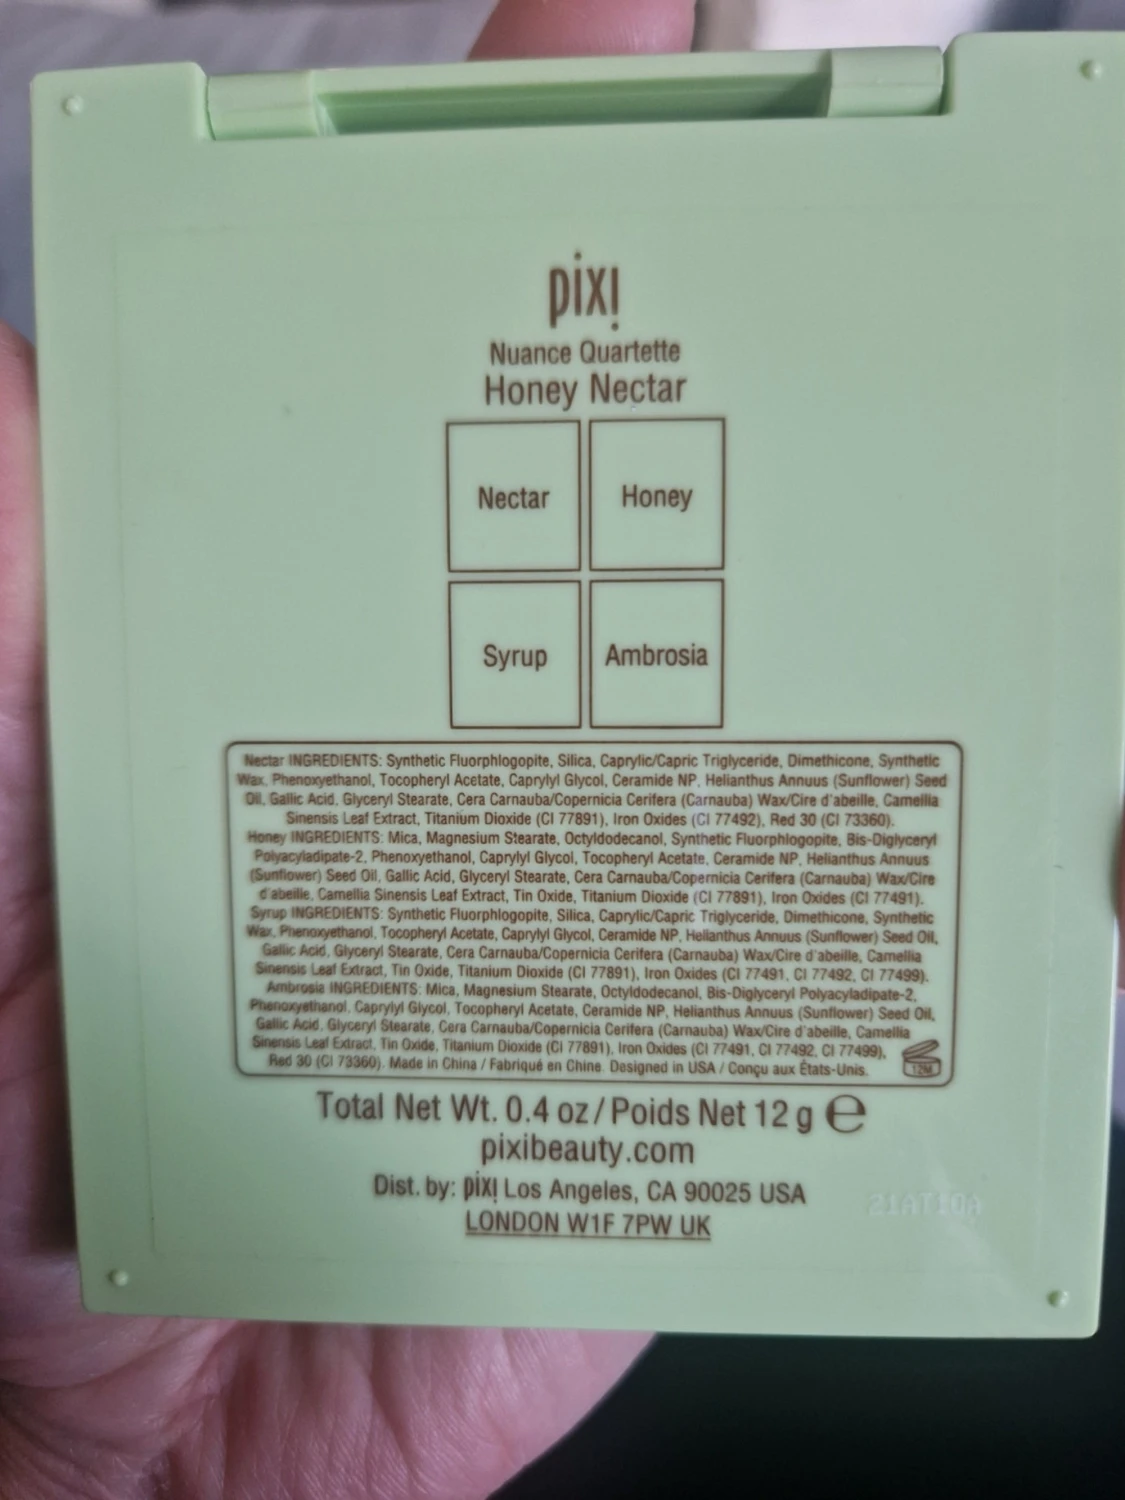 pixi
Nuance Quartette
Honey Nectar
Nectar
Honey
Syrup
Ambrosia
Nectar INGREDIENTS: Synthetic Fluorphlogopite, Silica, Caprylic/Capric Triglyceride, Dimethicone, Synthetic
Wax, Phenoxyethanol, Tocopheryl Acetate, Caprylyl Glycol, Ceramide NP, Helianthus Annuus (Sunflower) Seed
Oil, Gallic Acid, Glyceryl Stearate, Cera Carnauba/Copernicia Cerifera (Carnauba) Wax/Cire d'abeille, Camellia
Sinensis Leaf Extract, Titanium Dioxide (CI 77891), Iron Oxides (CI 77492), Red 30 (CI 73360).
Honey INGREDIENTS: Mica, Magnesium Stearate, Octyldodecanol, Synthetic Fluorphlogopite, Bis-Diglyceryl
Polyacyladipate-2, Phenoxyethanol, Caprylyl Glycol, Tocopheryl Acetate, Ceramide NP, Helianthus Annuus
(Sunflower) Seed Oil, Gallic Acid, Glyceryl Stearate, Cera Carnauba/Copernicia Cerifera (Carnauba) Wax/Cire
d'abeille, Camellia Sinensis Leaf Extract, Tin Oxide, Titanium Dioxide (CI 77891), Iron Oxides (CI 77491).
Syrup INGREDIENTS: Synthetic Fluorphlogopite, Silica, Caprylic/Capric Triglyceride, Dimethicone, Synthetic
Wax, Phenoxyethanol, Tocopheryl Acetate, Caprylyl Glycol, Ceramide NP, Helianthus Annuus (Sunflower) Seed Oil,
Gallic Acid, Glyceryl Stearate, Cera Carnauba/Copernicia Cerifera (Carnauba) Wax/Cire d'abeille, Camellia
Sinensis Leaf Extract, Tin Oxide, Titanium Dioxide (CI 77891), Iron Oxides (CI 77491, CI 77492, CI 77499).
Ambrosia INGREDIENTS: Mica, Magnesium Stearate, Octyldodecanol, Bis-Diglyceryl Polyacyladipate-2,
Phenoxyethanol, Caprylyl Glycol, Tocopheryl Acetate, Ceramide NP, Helianthus Annuus (Sunflower) Seed Oil,
Gallic Acid, Glyceryl Stearate, Cera Carnauba/Copernicia Cerifera (Carnauba) Wax/Cire d'abeille, Camellia
Sinensis Leaf Extract, Tin Oxide, Titanium Dioxide (CI 77891), Iron Oxides (CI 77491, CI 77492, CI 77499),
Red 30 (CI 73360). Made in China / Fabriqué en Chine. Designed in USA / Conçu aux États-Unis.
12M
Total Net Wt. 0.4 oz / Poids Net 12 g e
pixibeauty.com
Dist. by: pixi Los Angeles, CA 90025 USA
LONDON W1F 7PW UK